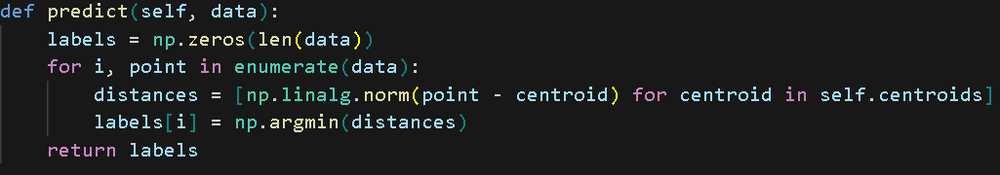 def predict(self, data):
    labels = np.zeros(len(data))
    for i, point in enumerate(data):
        distances = [np.linalg.norm(point - centroid) for centroid in self.centroids]
        labels[i] = np.argmin(distances)
    return labels